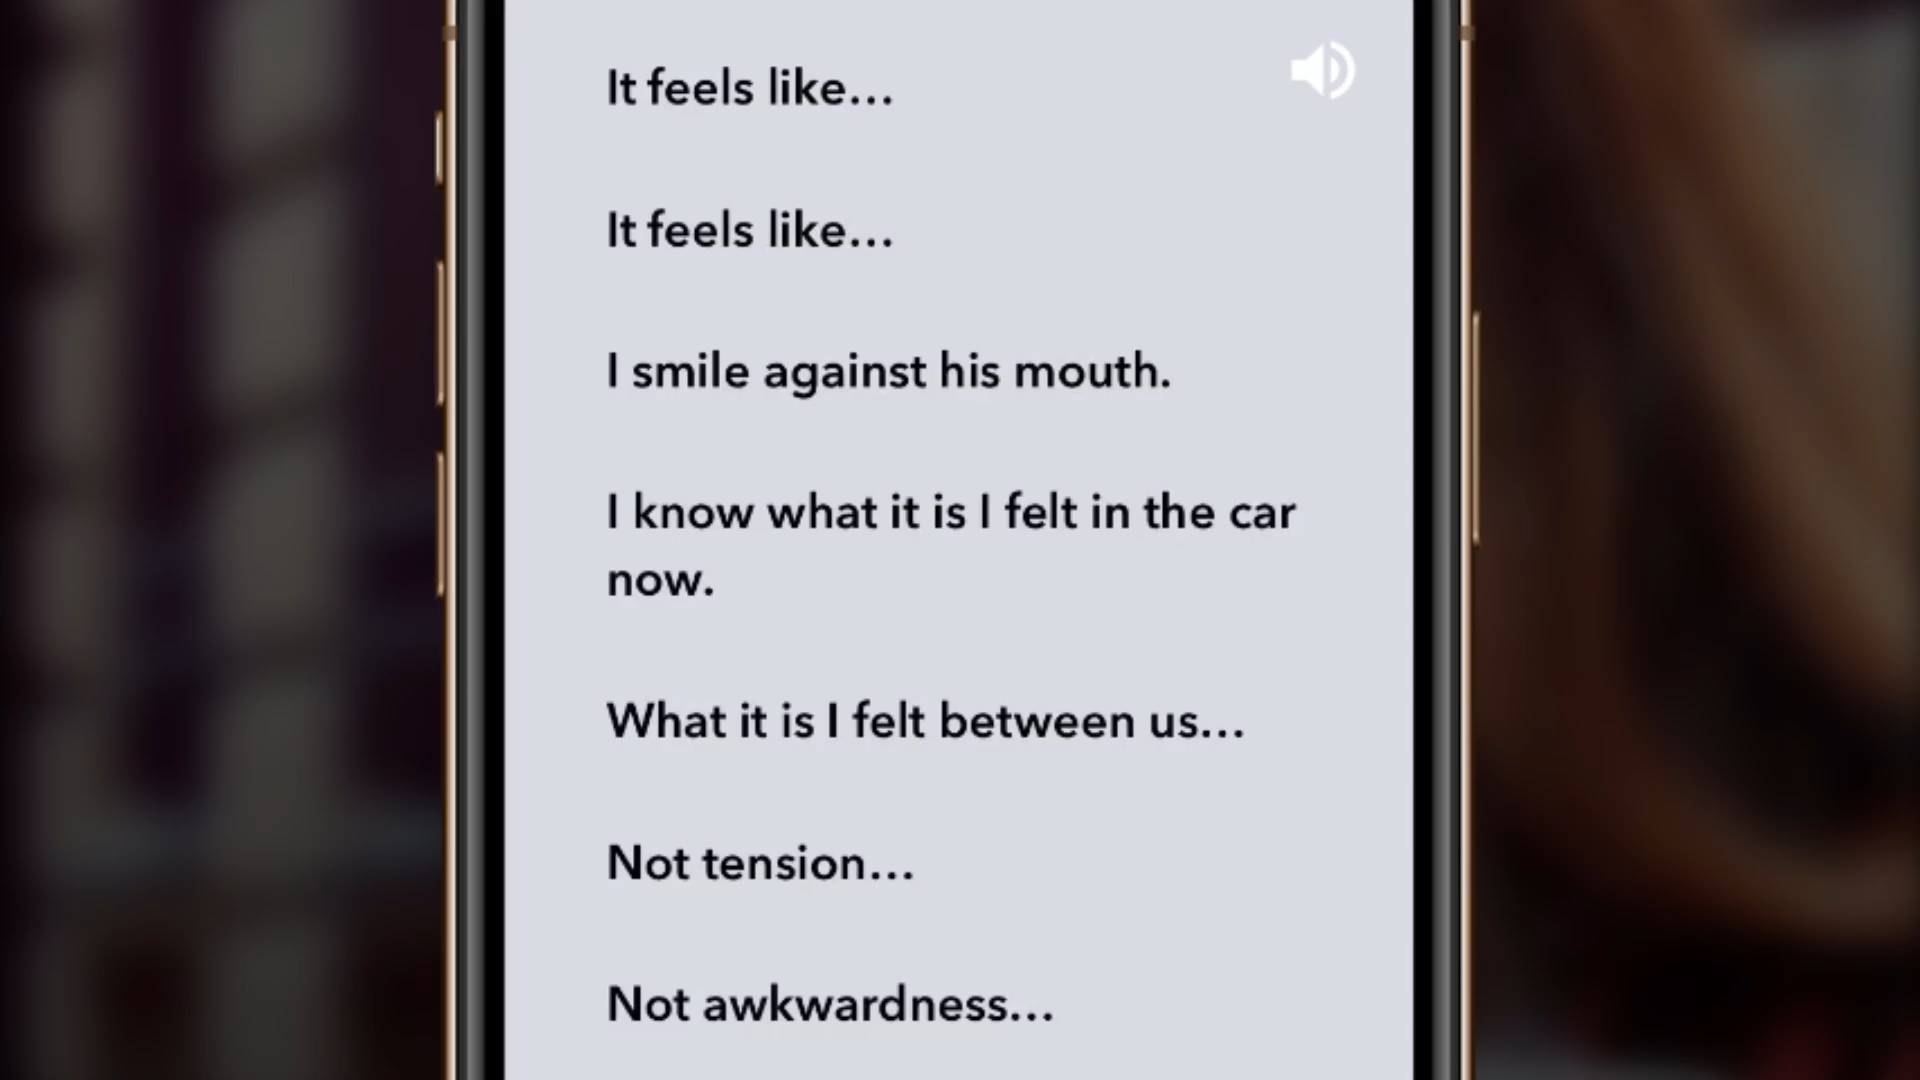 It feels like...
It feels like...
I smile against his mouth.
I know what it is I felt in the car
now.
What it is I felt between us...
Not tension...
Not awkwardness...